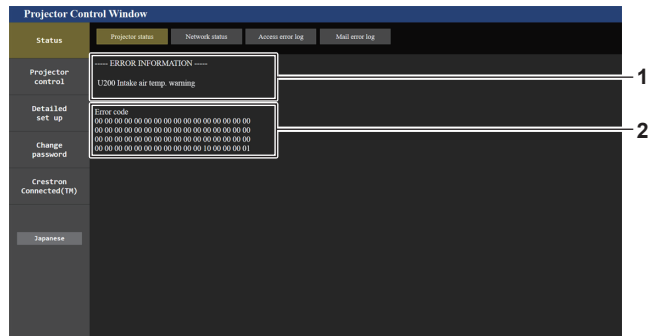 Projector Control Window
Status
Projector status
Network status
Access error log
Mail error log
Projector
control
Detailed
set up
Change
password
Crestron
Connected(TM)
Japanese
----- ERROR INFORMATION -----
U200 Intake air temp. warning
1
Error code
00 00 00 00 00 00 00 00 00 00 00 00 00 00 00 00
00 00 00 00 00 00 00 00 00 00 00 00 00 00 00 00
00 00 00 00 00 00 00 00 00 00 00 00 00 00 00 00
00 00 00 00 00 00 00 00 00 00 00 10 00 00 00 01
2